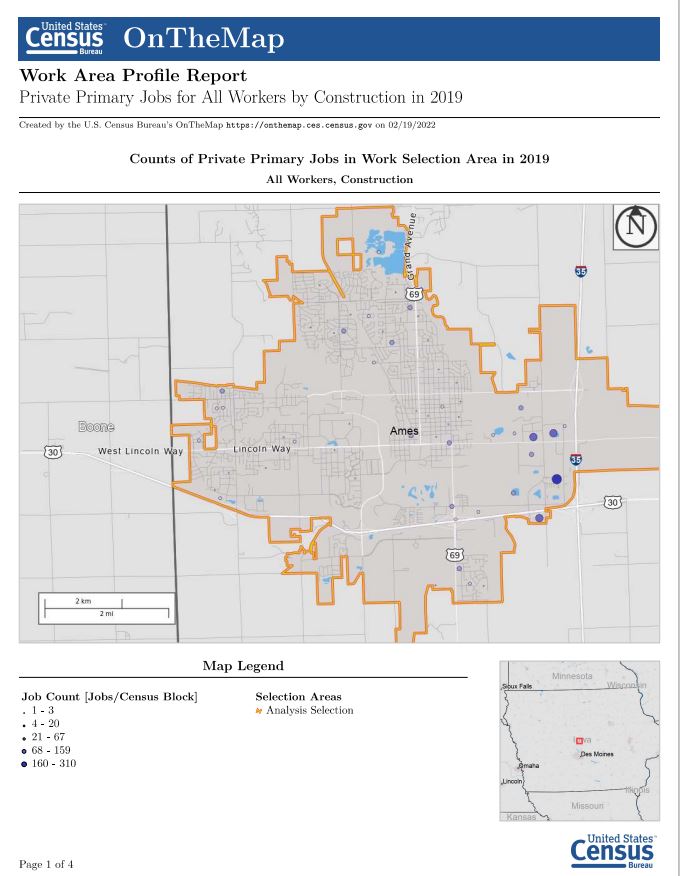 United States
Census
Bureau
OnTheMap
Work Area Profile Report
Private Primary Jobs for All Workers by Construction in 2019
Created by the U.S. Census Bureau's OnTheMap https://onthemap.ces.census.gov on 02/19/2022
Counts of Private Primary Jobs in Work Selection Area in 2019
All Workers, Construction
N
Grand Avenue
35
69
Ames
Boone
30
West Lincoln Way
Lincoln Way
35
30
69
2 km
2 mi
Map Legend
Job Count [Jobs/Census Block]
1 - 3
4 - 20
21 - 67
68 - 159
160 - 310
Selection Areas
Analysis Selection
Minnesota
Sioux Falls
Wisconsin
Iowa
Des Moines
Omaha
Lincoln
Illinois
Missouri
Kansas
United States
Census
Bureau
Page 1 of 4